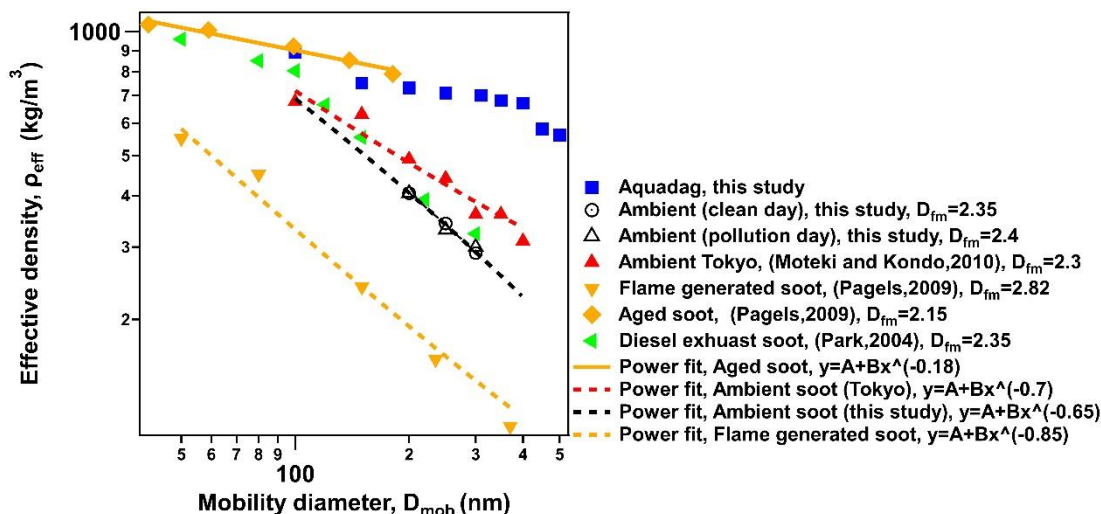 Effective density, ρeff (kg/m³)
1000
9
8
7
6
5
4
3
2
5 6 7 8 9 100 2 3 4 5
Mobility diameter, Dmob (nm)
Aquadag, this study
Ambient (clean day), this study, Dfm=2.35
Ambient (pollution day), this study, Dfm=2.4
Ambient Tokyo, (Moteki and Kondo,2010), Dfm=2.3
Flame generated soot, (Pagels,2009), Dfm=2.82
Aged soot, (Pagels,2009), Dfm=2.15
Diesel exhuast soot, (Park,2004), Dfm=2.35
Power fit, Aged soot, y=A+Bx^(-0.18)
Power fit, Ambient soot (Tokyo), y=A+Bx^(-0.7)
Power fit, Ambient soot (this study), y=A+Bx^(-0.65)
Power fit, Flame generated soot, y=A+Bx^(-0.85)